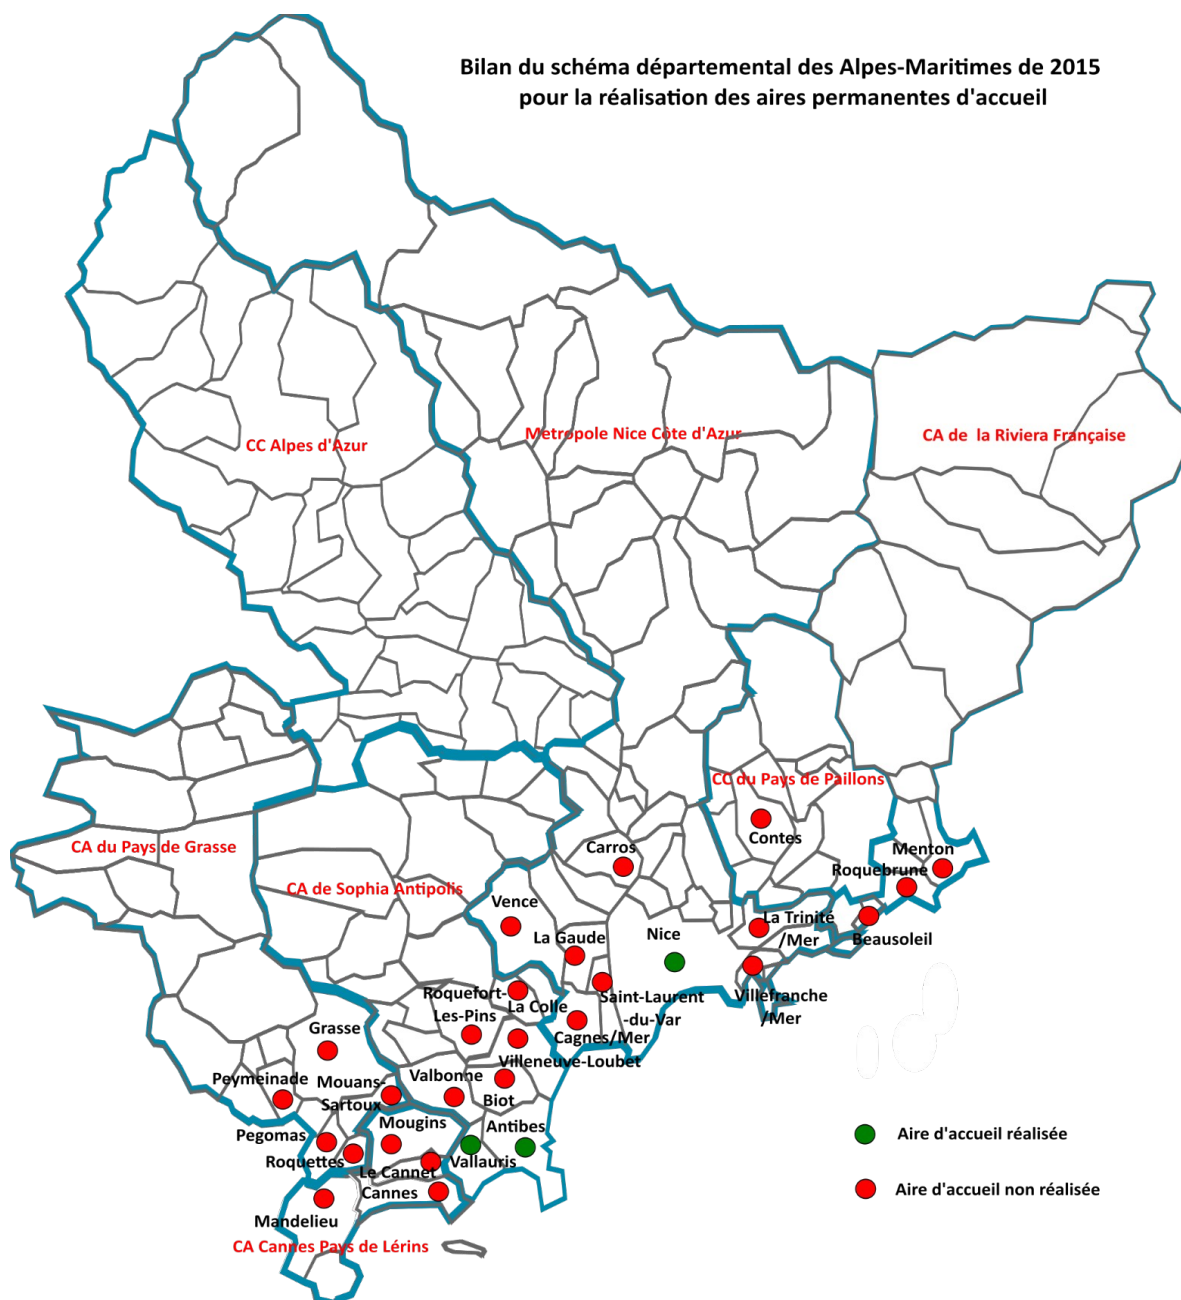 Bilan du schéma départemental des Alpes-Maritimes de 2015
pour la réalisation des aires permanentes d'accueil
CC Alpes d'Azur
Metropole Nice Côte d'Azur
CA de  la Riviera Française
CC du Pays de Paillons
CA du Pays de Grasse
CA de Sophia Antipolis
Contes
Carros
Menton
Roquebrune
Vence
La Gaude
Nice
La Trinité
/Mer
Beausoleil
Roquefort-
Les-Pins
La Colle
Saint-Laurent
-du-Var
Villefranche
/Mer
Cagnes/Mer
Grasse
Villeneuve-Loubet
Peymeinade
Mouans-
Sartoux
Valbonne
Biot
Pegomas
Mougins
Antibes
Roquettes
Le Cannet
Vallauris
Cannes
Mandelieu
CA Cannes Pays de Lérins
Aire d'accueil réalisée
Aire d'accueil non réalisée